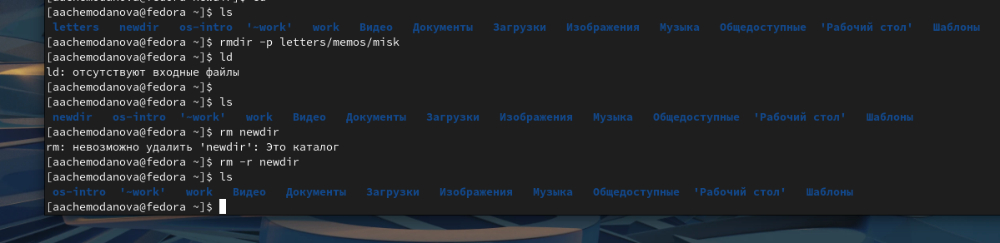 [aachemodanova@fedora ~]$ ls
letters newdir os-intro '~work' work Видео Документы Загрузки Изображения Музыка Общедоступные 'Рабочий стол' Шаблоны
[aachemodanova@fedora ~]$ rmdir -p letters/memos/misk
[aachemodanova@fedora ~]$ ld
ld: отсутствуют входные файлы
[aachemodanova@fedora ~]$
[aachemodanova@fedora ~]$ ls
newdir os-intro '~work' work Видео Документы Загрузки Изображения Музыка Общедоступные 'Рабочий стол' Шаблоны
[aachemodanova@fedora ~]$ rm newdir
rm: невозможно удалить 'newdir': Это каталог
[aachemodanova@fedora ~]$ rm -r newdir
[aachemodanova@fedora ~]$ ls
os-intro '~work' work Видео Документы Загрузки Изображения Музыка Общедоступные 'Рабочий стол' Шаблоны
[aachemodanova@fedora ~]$